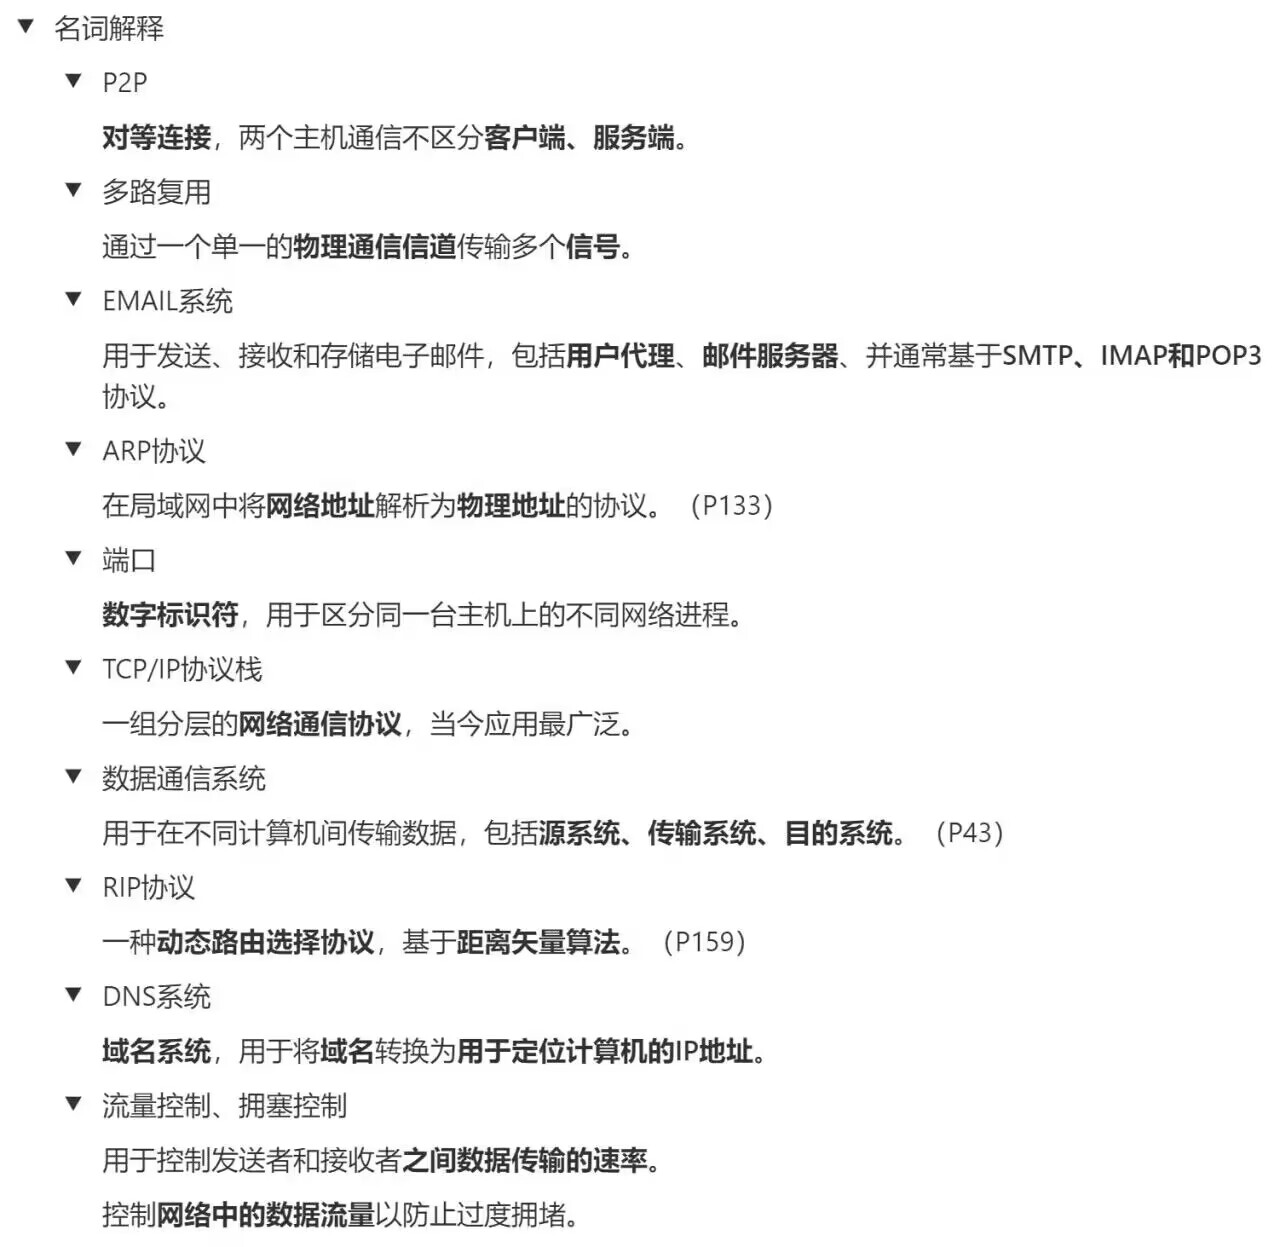 名词解释
P2P
对等连接，两个主机通信不区分客户端、服务端。
多路复用
通过一个单一的物理通信信道传输多个信号。
EMAIL系统
用于发送、接收和存储电子邮件，包括用户代理、邮件服务器、并通常基于SMTP、IMAP和POP3
协议。
ARP协议
在局域网中将网络地址解析为物理地址的协议。（P133）
端口
数字标识符，用于区分同一台主机上的不同网络进程。
TCP/IP协议栈
一组分层的网络通信协议，当今应用最广泛。
数据通信系统
用于在不同计算机间传输数据，包括源系统、传输系统、目的系统。（P43）
RIP协议
一种动态路由选择协议，基于距离矢量算法。（P159）
DNS系统
域名系统，用于将域名转换为用于定位计算机的IP地址。
流量控制、拥塞控制
用于控制发送者和接收者之间数据传输的速率。
控制网络中的数据流量以防止过度拥堵。